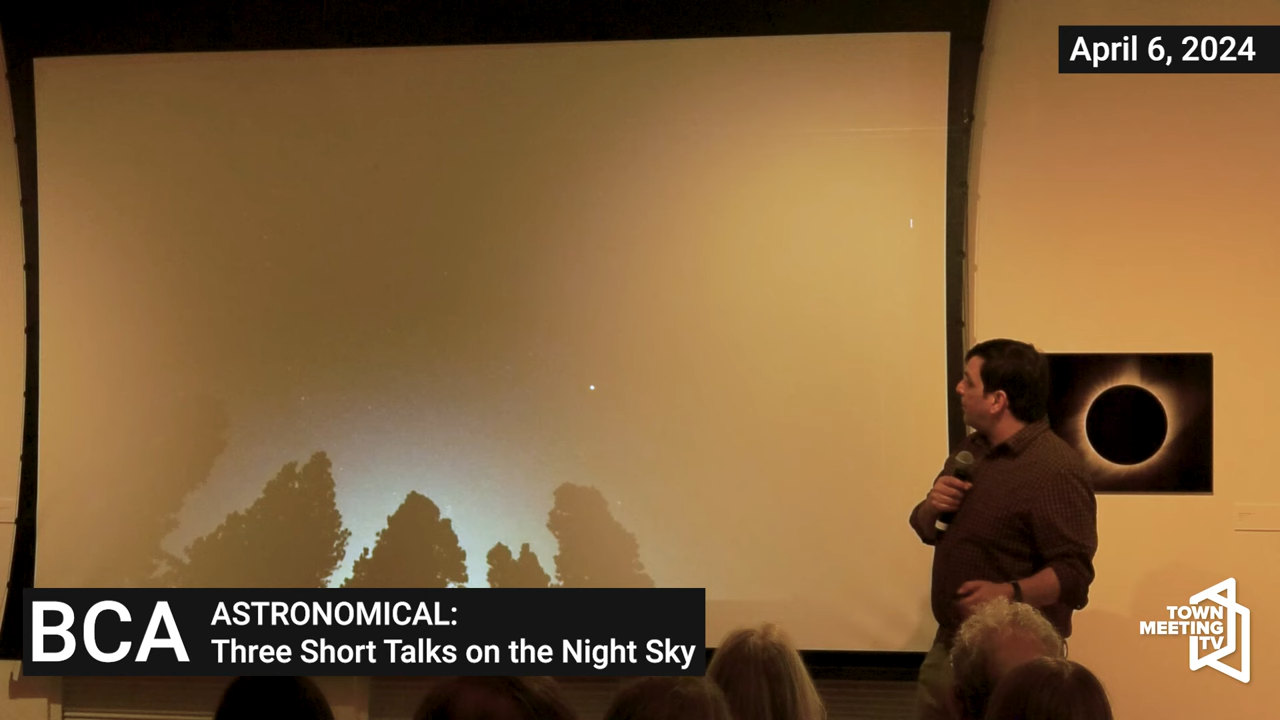 April 6, 2024
BCA
ASTRONOMICAL:
Three Short Talks on the Night Sky
TOWN
MEETING
TV